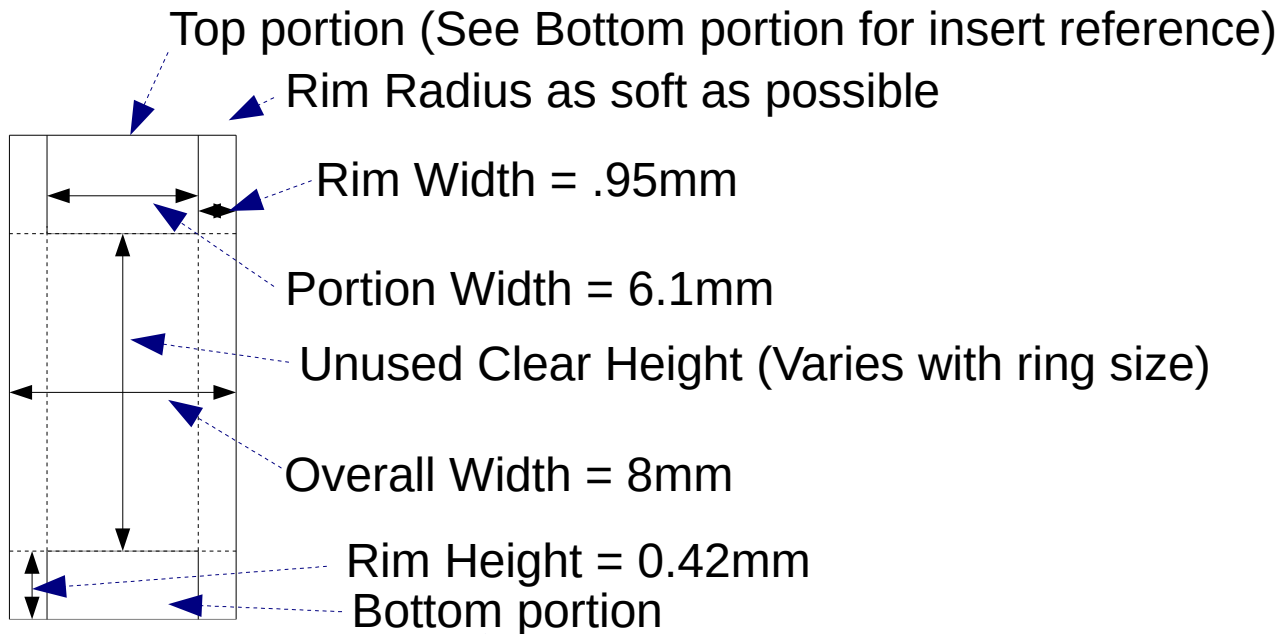 Top portion (See Bottom portion for insert reference)
Rim Radius as soft as possible
Rim Width = .95mm
Portion Width = 6.1mm
Unused Clear Height (Varies with ring size)
Overall Width = 8mm
Rim Height = 0.42mm
Bottom portion